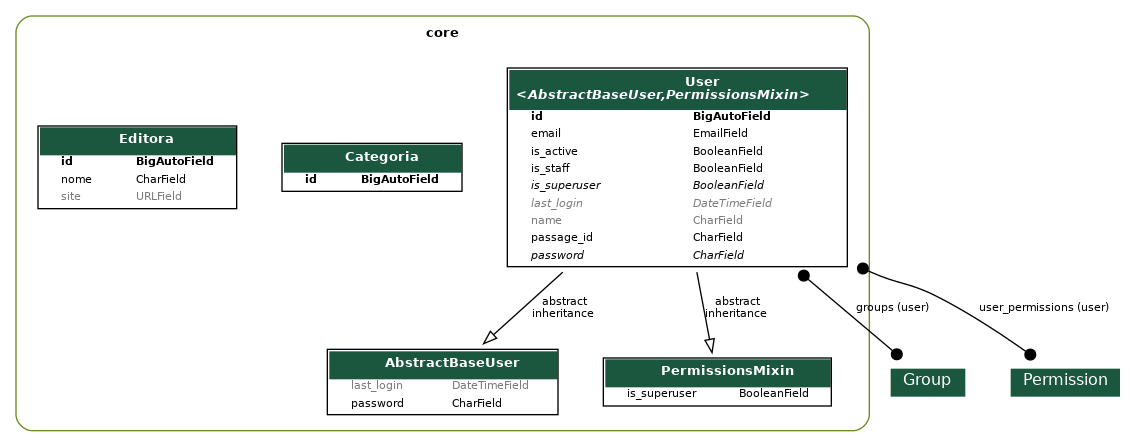 core
Editora
id BigAutoField
nome CharField
site URLField
Categoria
id BigAutoField
User
<AbstractBaseUser,PermissionsMixin>
id BigAutoField
email EmailField
is_active BooleanField
is_staff BooleanField
is_superuser BooleanField
last_login DateTimeField
name CharField
passage_id CharField
password CharField
abstract
inheritance
abstract
inheritance
groups (user)
user_permissions (user)
AbstractBaseUser
last_login DateTimeField
password CharField
PermissionsMixin
is_superuser BooleanField
Group
Permission